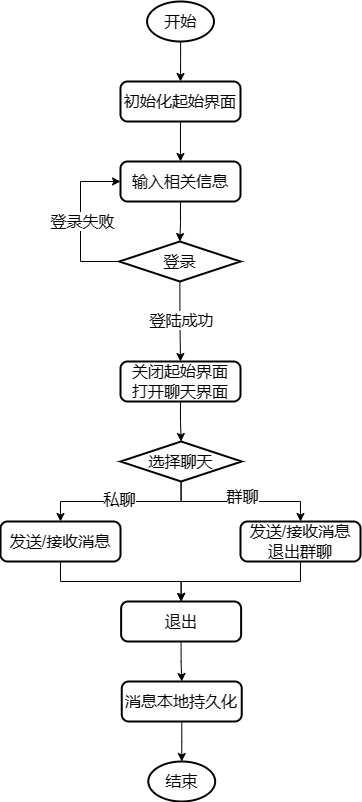 开始
初始化起始界面
输入相关信息
登录失败
登录
登陆成功
关闭起始界面
打开聊天界面
选择聊天
私聊
群聊
发送/接收消息
发送/接收消息
退出群聊
退出
消息本地持久化
结束